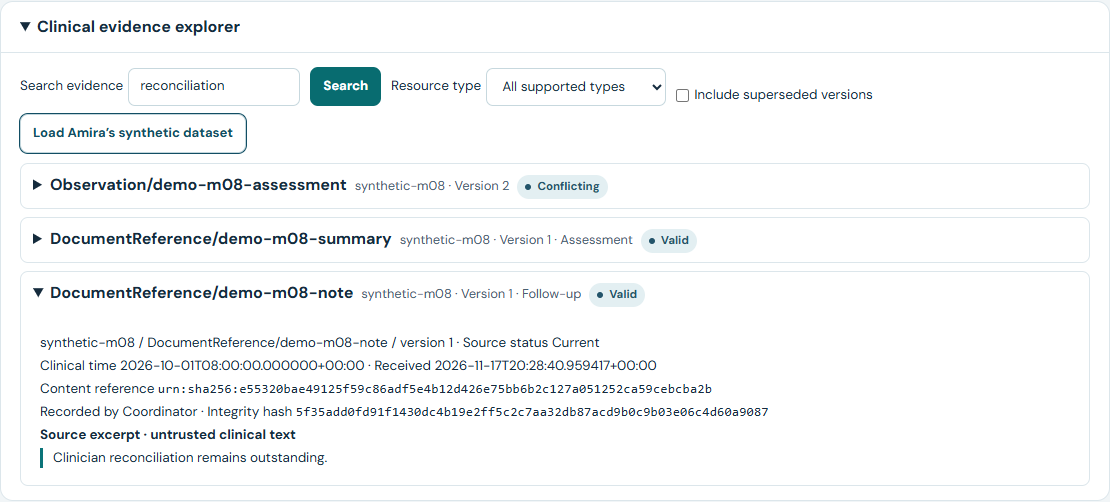 Clinical evidence explorer
Search evidence reconciliation Search Resource type All supported types Include superseded versions
Load Amira’s synthetic dataset
Observation/demo-m08-assessment synthetic-m08 · Version 2 Conflicting
DocumentReference/demo-m08-summary synthetic-m08 · Version 1 · Assessment Valid
DocumentReference/demo-m08-note synthetic-m08 · Version 1 · Follow-up Valid
synthetic-m08 / DocumentReference/demo-m08-note / version 1 · Source status Current
Clinical time 2026-10-01T08:00:00.000000+00:00 · Received 2026-11-17T20:28:40.959417+00:00
Content reference urn:sha256:e55320bae49125f59c86adf5e4b12d426e75bb6b2c127a051252ca59cebcba2b
Recorded by Coordinator · Integrity hash 5f35add0fd91f1430dc4b19e2ff5c2c7aa32db87acd9b0c9b03e06c4d60a9087
Source excerpt · untrusted clinical text
Clinician reconciliation remains outstanding.